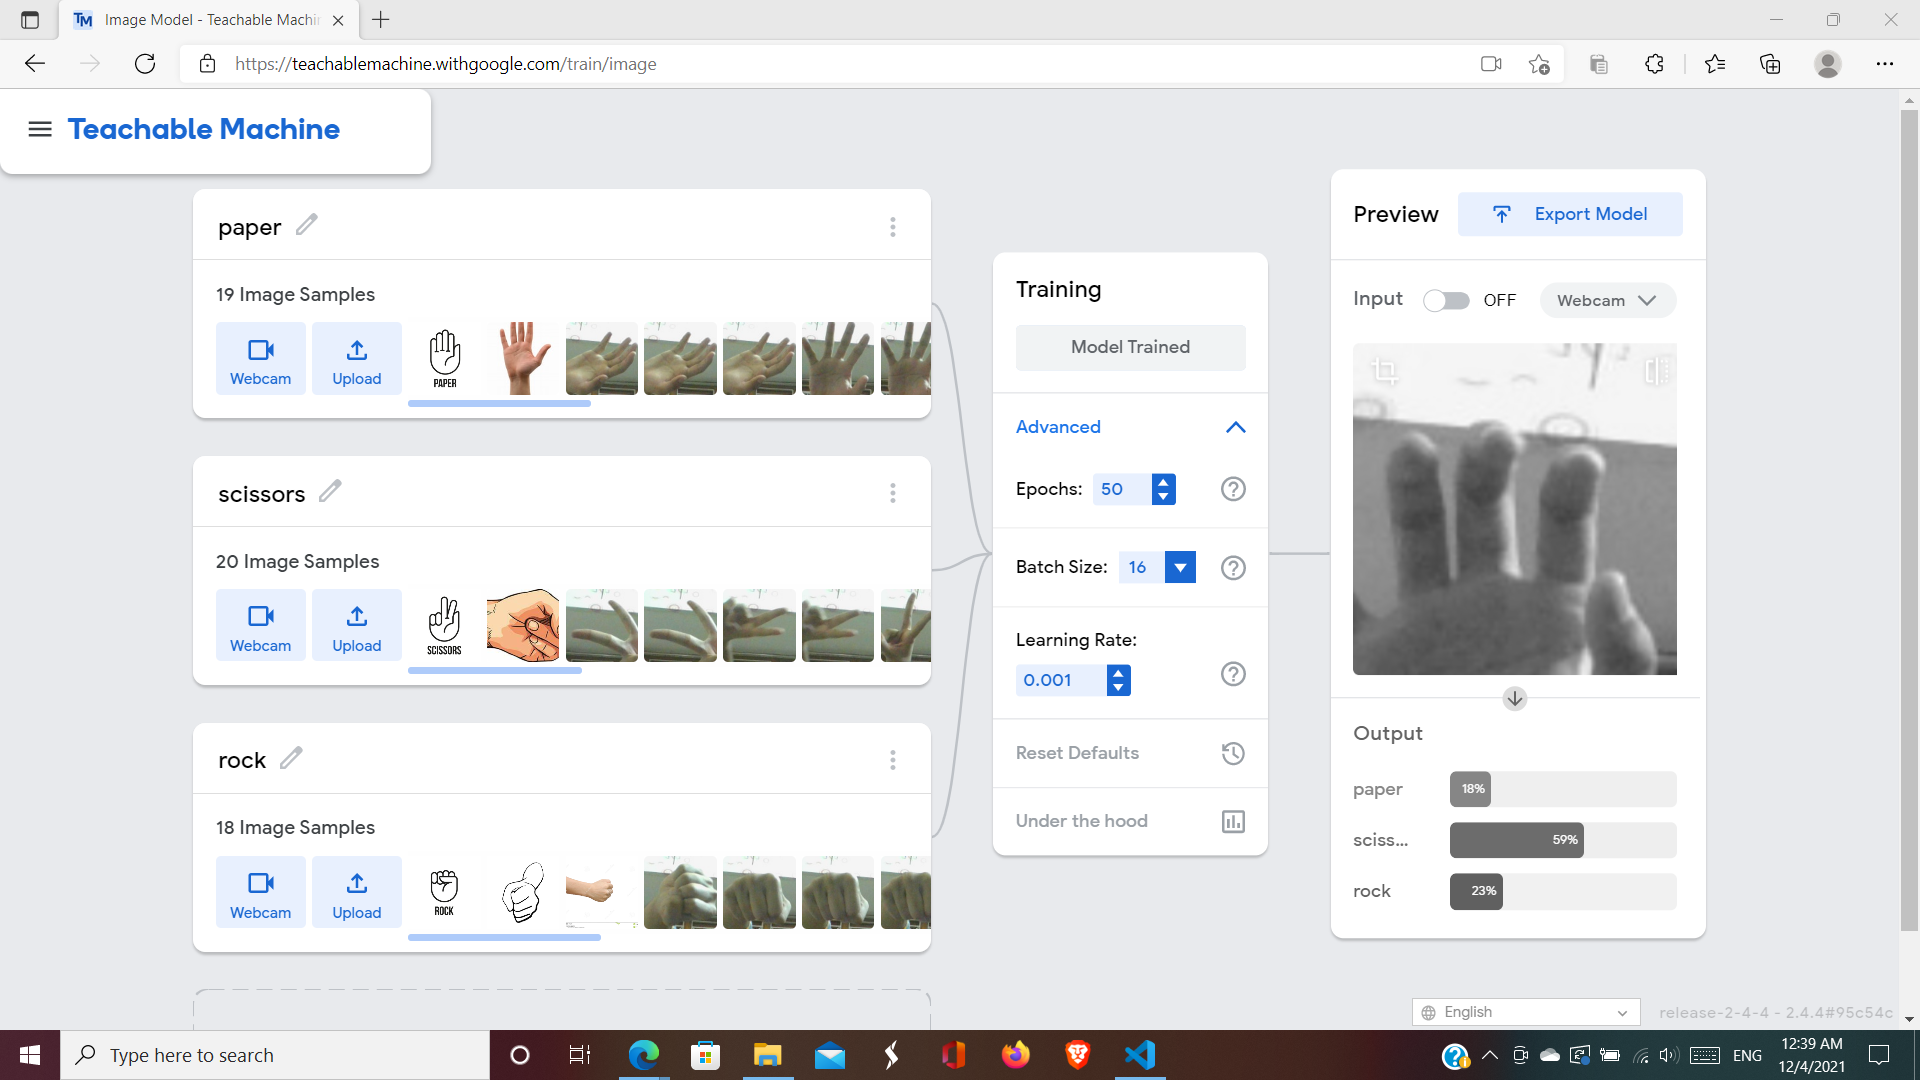 Image Model - Teachable Machin
https://teachablemachine.withgoogle.com/train/image
Teachable Machine
paper
19 Image Samples
Webcam
Upload
PAPER
scissors
20 Image Samples
Webcam
Upload
SCISSORS
rock
18 Image Samples
Webcam
Upload
ROCK
Training
Model Trained
Advanced
Epochs: 50
Batch Size: 16
Learning Rate:
0.001
Reset Defaults
Under the hood
Preview
Export Model
Input OFF Webcam
Output
paper 18%
sciss... 59%
rock 23%
English
release-2-4-4 - 2.4.4#95c54c
Type here to search
ENG
12:39 AM
12/4/2021